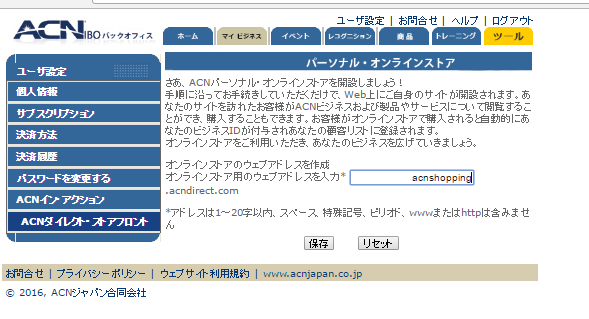 ユーザ設定 | お問合せ | ヘルプ | ログアウト
ACN IBOバックオフィス
ホーム
マイ ビジネス
イベント
レコグニション
商品
トレーニング
ツール
ユーザ設定
個人情報
サブスクリプション
決済方法
決済履歴
パスワードを変更する
ACNイン アクション
ACNダイレクト・ストアフロント
パーソナル・オンラインストア
さあ、ACNパーソナル・オンラインストアを開設しましょう！
手順に沿ってお手続きしていただくだけで、Web上にご自身のサイトが開設されます。あ
なたのサイトを訪れたお客様がACNビジネスおよび製品やサービスについて閲覧するこ
とができ、購入することもできます。お客様がオンラインストアで購入されると自動的にあ
なたのビジネスIDが付与されあなたの顧客リストに登録されます。
オンラインストアをご利用いただき、あなたのビジネスを広げていきましょう。
オンラインストアのウェブアドレスを作成
オンラインストア用のウェブアドレスを入力* acnshopping
.acndirect.com
*アドレスは1～20字以内、スペース、特殊記号、ピリオド、wwwまたはhttpは含みませ
ん
保存 リセット
お問合せ | プライバシーポリシー | ウェブサイト利用規約 | www.acnjapan.co.jp
© 2016, ACNジャパン合同会社